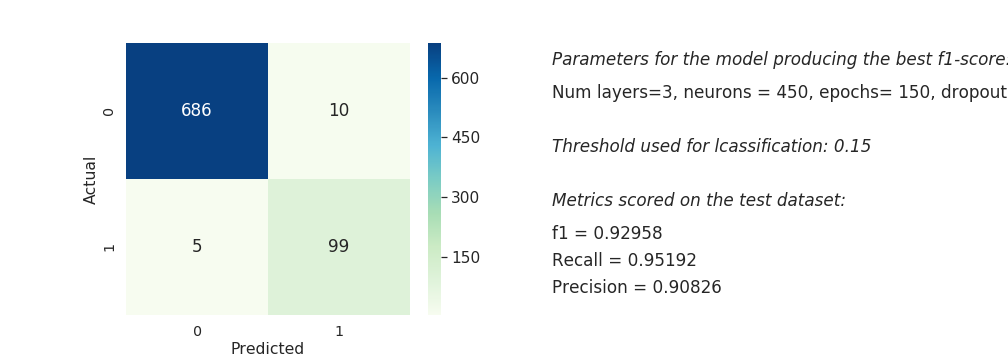 686 10
5 99
0
1
Actual
0 1
Predicted
600
450
300
150
Parameters for the model producing the best f1-score:
Num layers=3, neurons = 450, epochs= 150, dropout
Threshold used for lcassification: 0.15
Metrics scored on the test dataset:
f1 = 0.92958
Recall = 0.95192
Precision = 0.90826